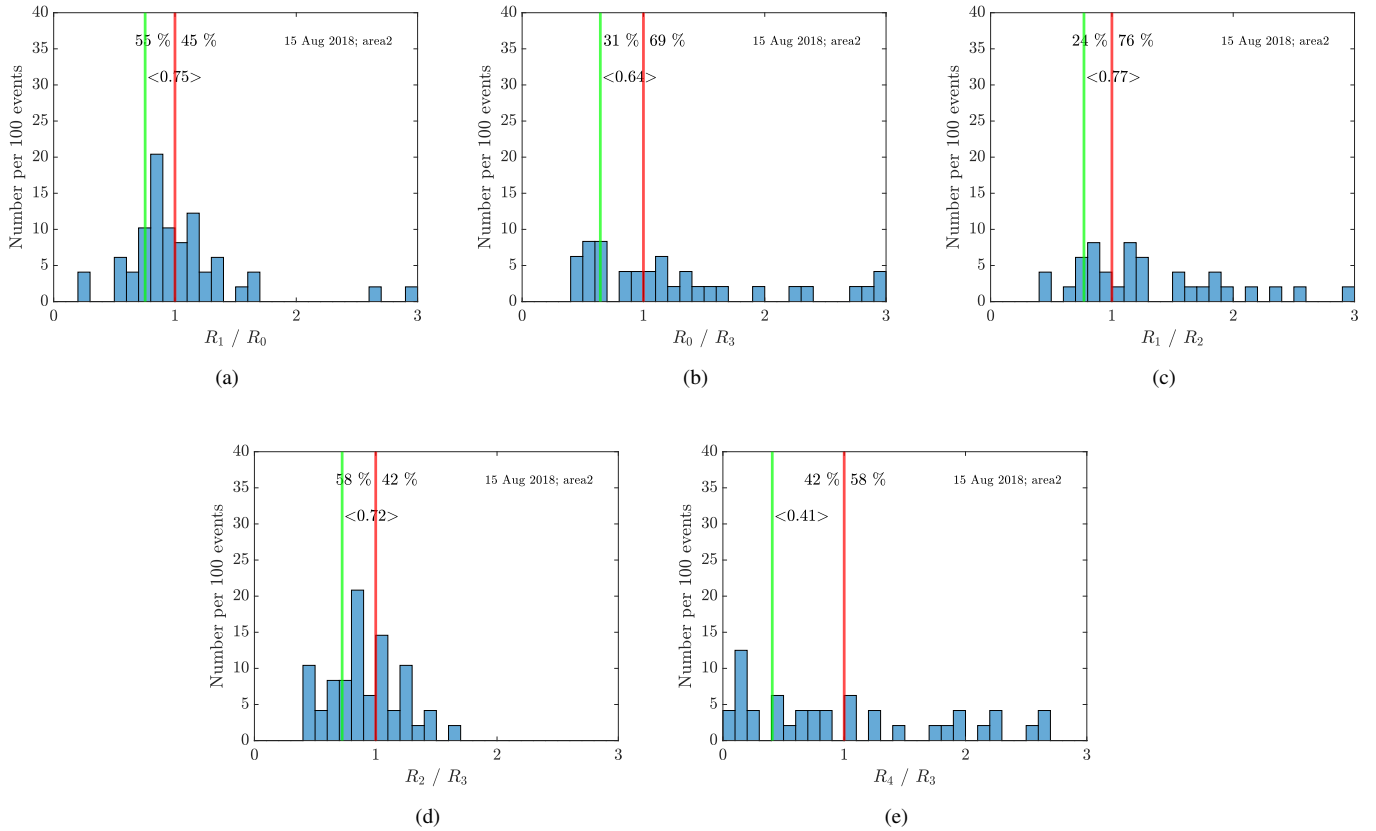 40
35
30
25
20
15
10
5
0
Number per 100 events
55 % 45 %
15 Aug 2018; area2
<0.75>
0 1 2 3
R₁ / R₀
(a)
40
35
30
25
20
15
10
5
0
Number per 100 events
31 % 69 %
15 Aug 2018; area2
<0.64>
0 1 2 3
R₀ / R₃
(b)
40
35
30
25
20
15
10
5
0
Number per 100 events
24 % 76 %
15 Aug 2018; area2
<0.77>
0 1 2 3
R₁ / R₂
(c)
40
35
30
25
20
15
10
5
0
Number per 100 events
58 % 42 %
15 Aug 2018; area2
<0.72>
0 1 2 3
R₂ / R₃
(d)
40
35
30
25
20
15
10
5
0
Number per 100 events
42 % 58 %
15 Aug 2018; area2
<0.41>
0 1 2 3
R₄ / R₃
(e)